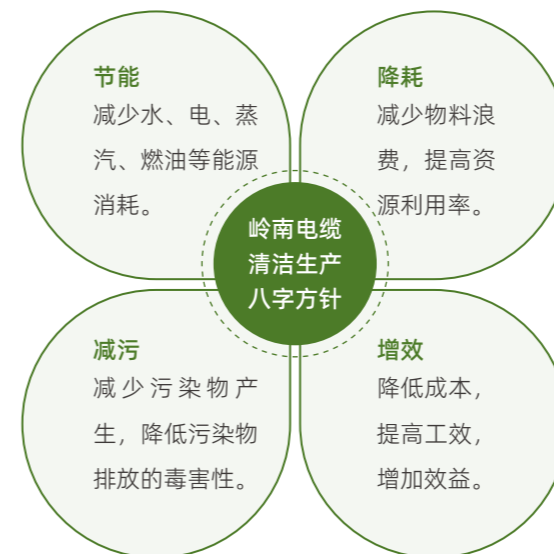 节能
减少水、电、蒸
汽、燃油等能源
消耗。
降耗
减少物料浪
费，提高资
源利用率。
岭南电缆
清洁生产
八字方针
减污
减少污染物产
生，降低污染物
排放的毒害性。
增效
降低成本，
提高工效，
增加效益。